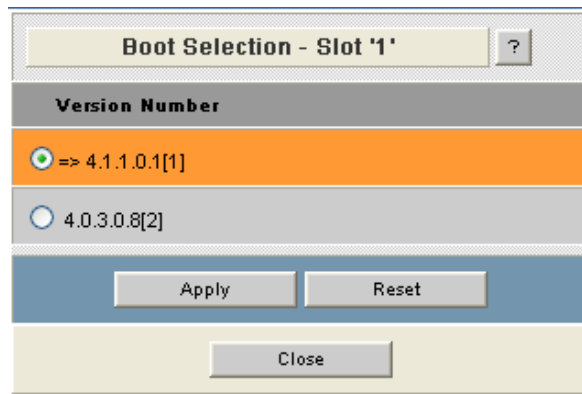 Boot Selection - Slot '1' ?
Version Number
=> 4.1.1.0.1[1]
4.0.3.0.8[2]
Apply Reset
Close